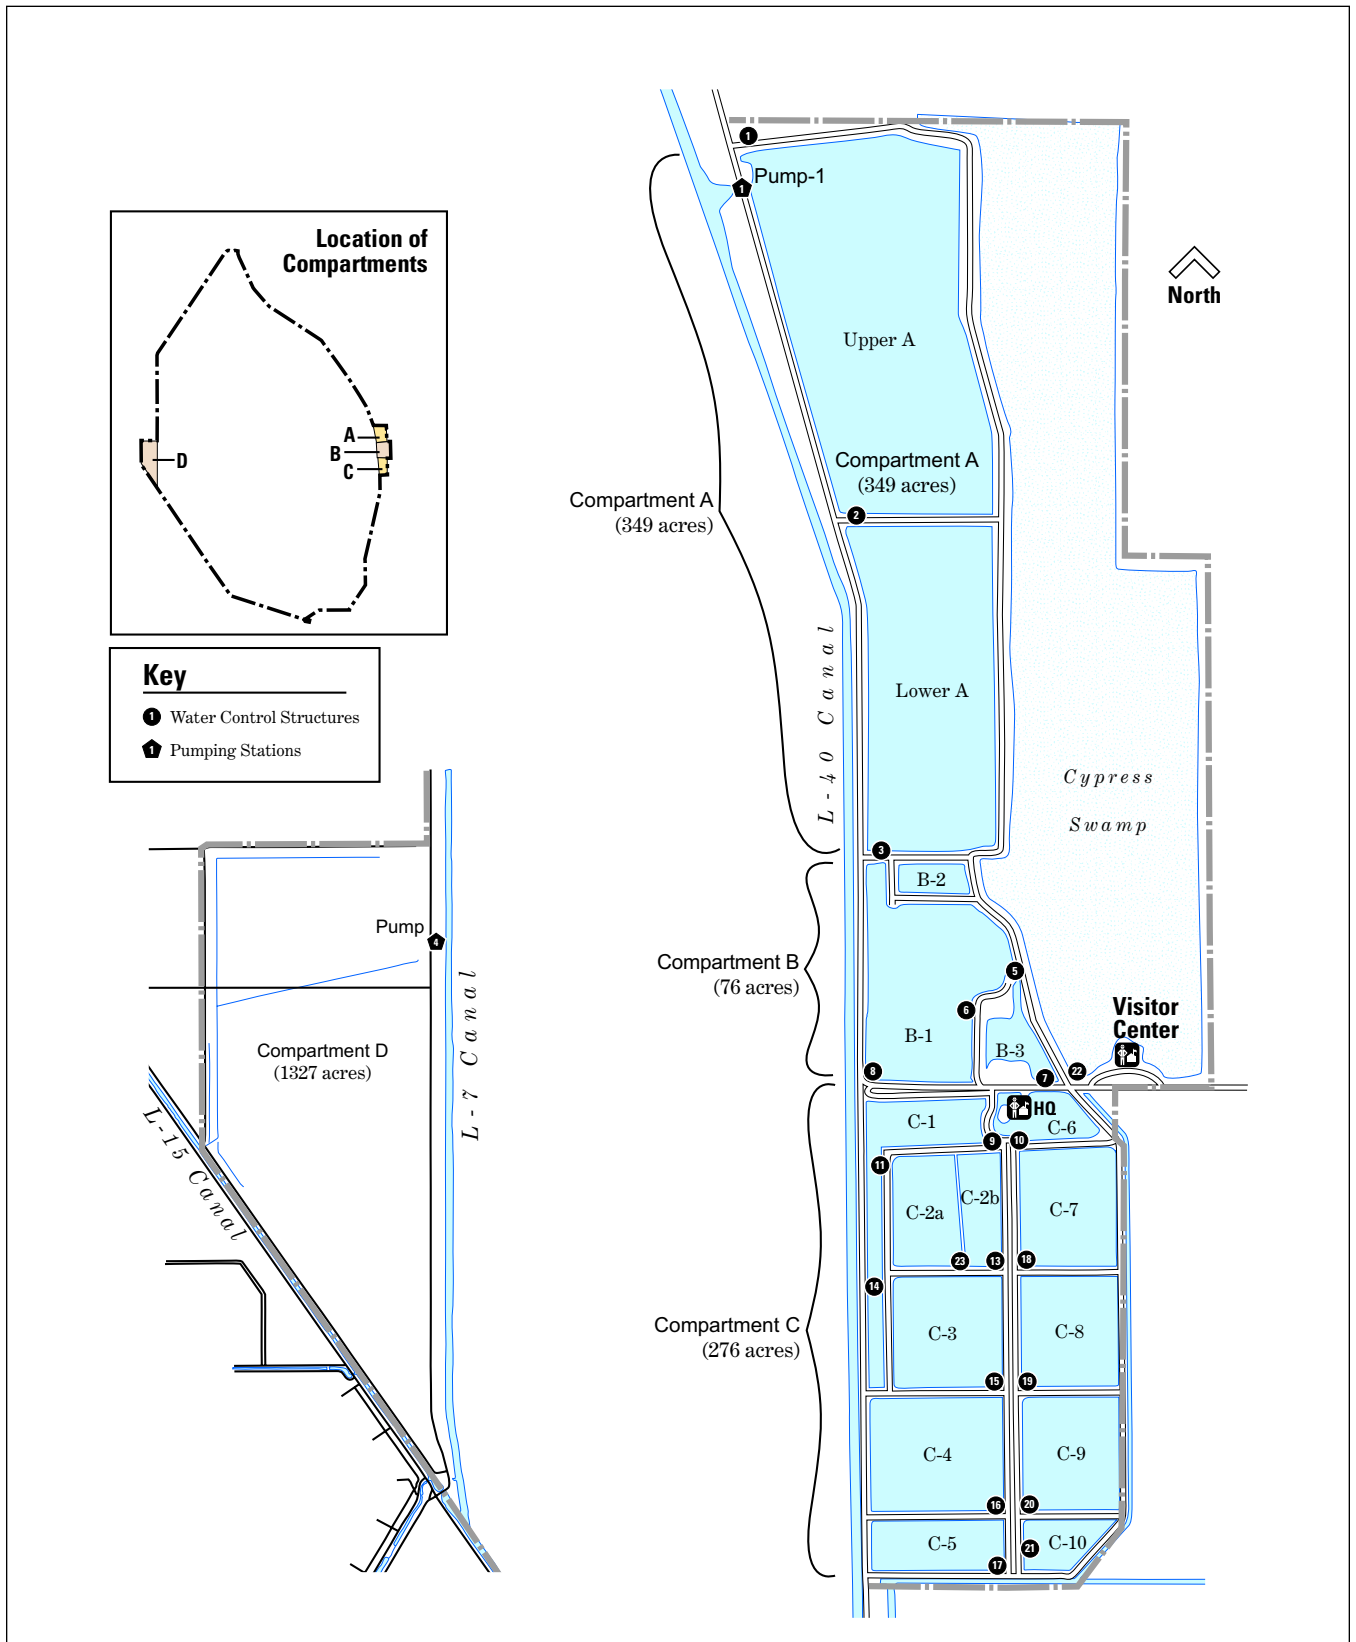 Location of
Compartments
A
B
C
D
Key
1 Water Control Structures
1 Pumping Stations
Pump
4
Compartment D
(1327 acres)
L-7 Canal
L-15 Canal
North
1
1
Pump-1
Upper A
Compartment A
(349 acres)
Compartment A
(349 acres)
2
L-40 Canal
Lower A
Cypress
Swamp
3
B-2
Compartment B
(76 acres)
5
6
B-1
B-3
Visitor
Center
8
7
22
HQ
C-1
C-6
9
10
11
C-2a
C-2b
C-7
23
13
18
14
Compartment C
(276 acres)
C-3
C-8
15
19
C-4
C-9
16
20
C-5
C-10
21
17